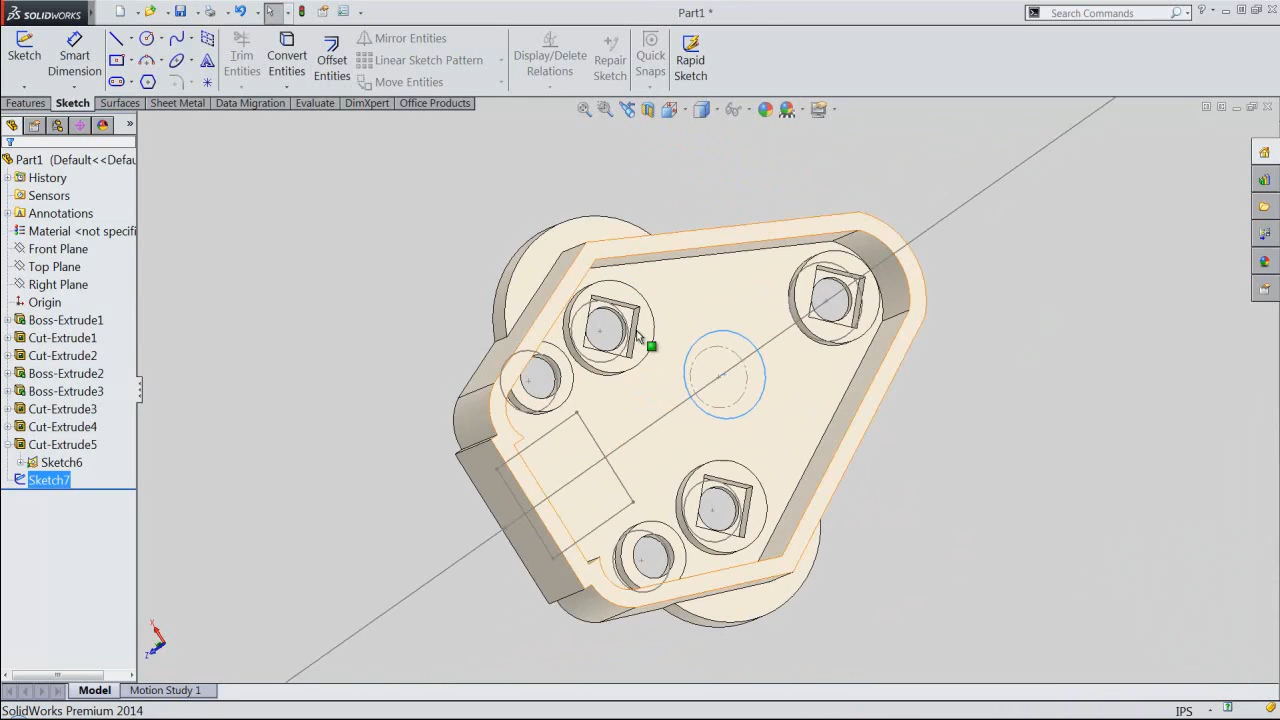 SOLIDWORKS
Part1 *
Search Commands
Sketch
Smart Dimension
Trim Entities
Convert Entities
Offset Entities
Mirror Entities
Linear Sketch Pattern
Move Entities
Display/Delete Relations
Repair Sketch
Quick Snaps
Rapid Sketch
Features
Sketch
Surfaces
Sheet Metal
Data Migration
Evaluate
DimXpert
Office Products
Part1 (Default<<Defau
History
Sensors
Annotations
Material <not specifi
Front Plane
Top Plane
Right Plane
Origin
Boss-Extrude1
Cut-Extrude1
Cut-Extrude2
Boss-Extrude2
Boss-Extrude3
Cut-Extrude3
Cut-Extrude4
Cut-Extrude5
Sketch6
Sketch7
X
Z
Model
Motion Study 1
SolidWorks Premium 2014
IPS